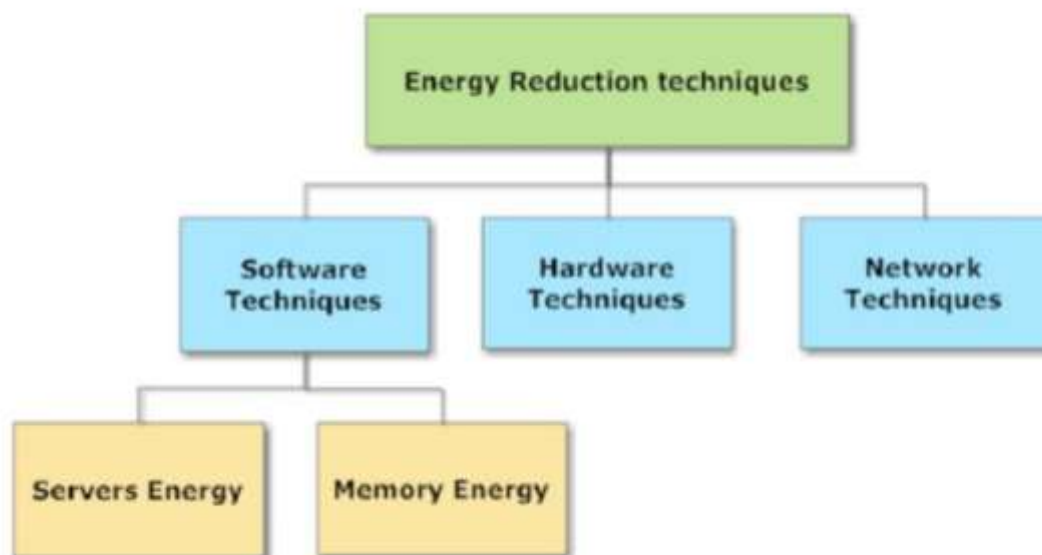 Energy Reduction techniques
Software
Techniques
Hardware
Techniques
Network
Techniques
Servers Energy
Memory Energy